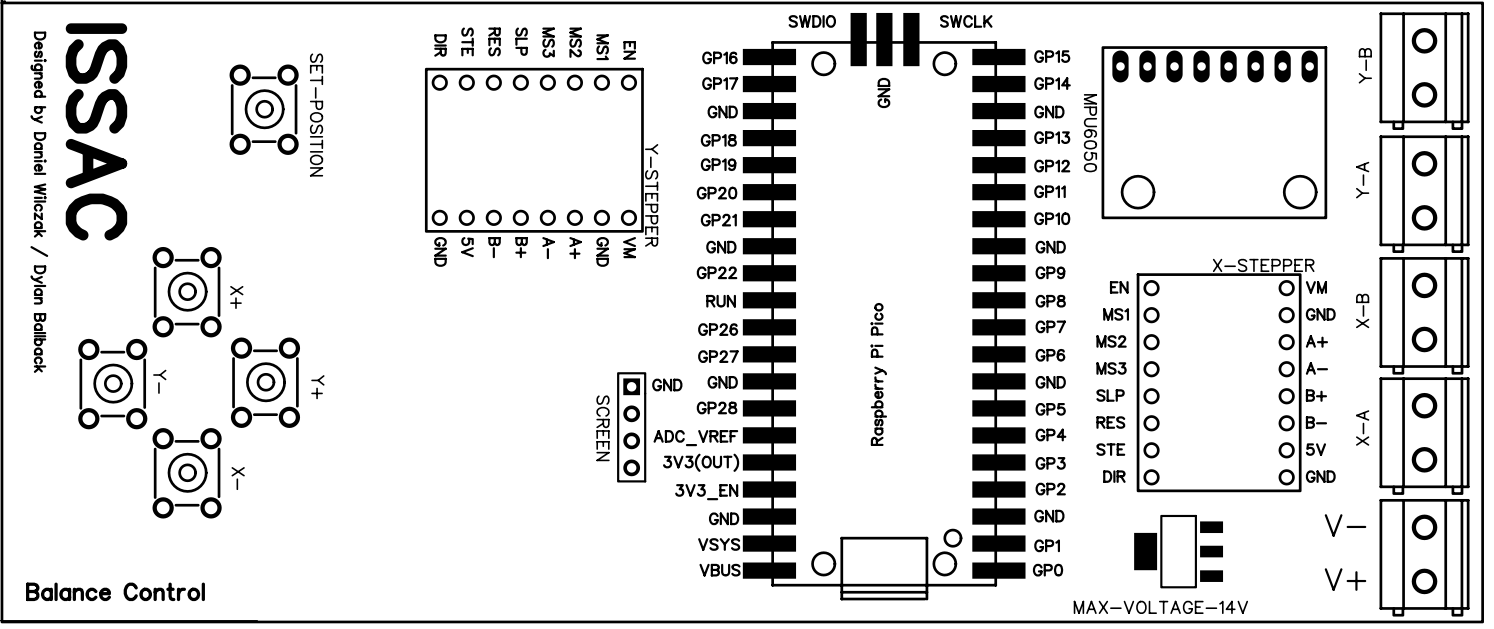 ISSAC
Designed by Daniel Wilczak / Dylan Ballback
SET-POSITION
X+
Y-
Y+
X-
Balance Control
DIR
STE
RES
SLP
MS3
MS2
MS1
EN
Y-STEPPER
GND
5V
B-
B+
A-
A+
GND
VM
SCREEN
GND
SWDIO
SWCLK
GND
GP16
GP17
GND
GP18
GP19
GP20
GP21
GND
GP22
RUN
GP26
GP27
GND
GP28
ADC_VREF
3V3(OUT)
3V3_EN
GND
VSYS
VBUS
Raspberry Pi Pico
GP15
GP14
GND
GP13
GP12
GP11
GP10
GND
GP9
GP8
GP7
GP6
GND
GP5
GP4
GP3
GP2
GND
GP1
GP0
MPU6050
X-STEPPER
EN
MS1
MS2
MS3
SLP
RES
STE
DIR
VM
GND
A+
A-
B+
B-
5V
GND
MAX-VOLTAGE-14V
Y-B
Y-A
X-B
X-A
V-
V+